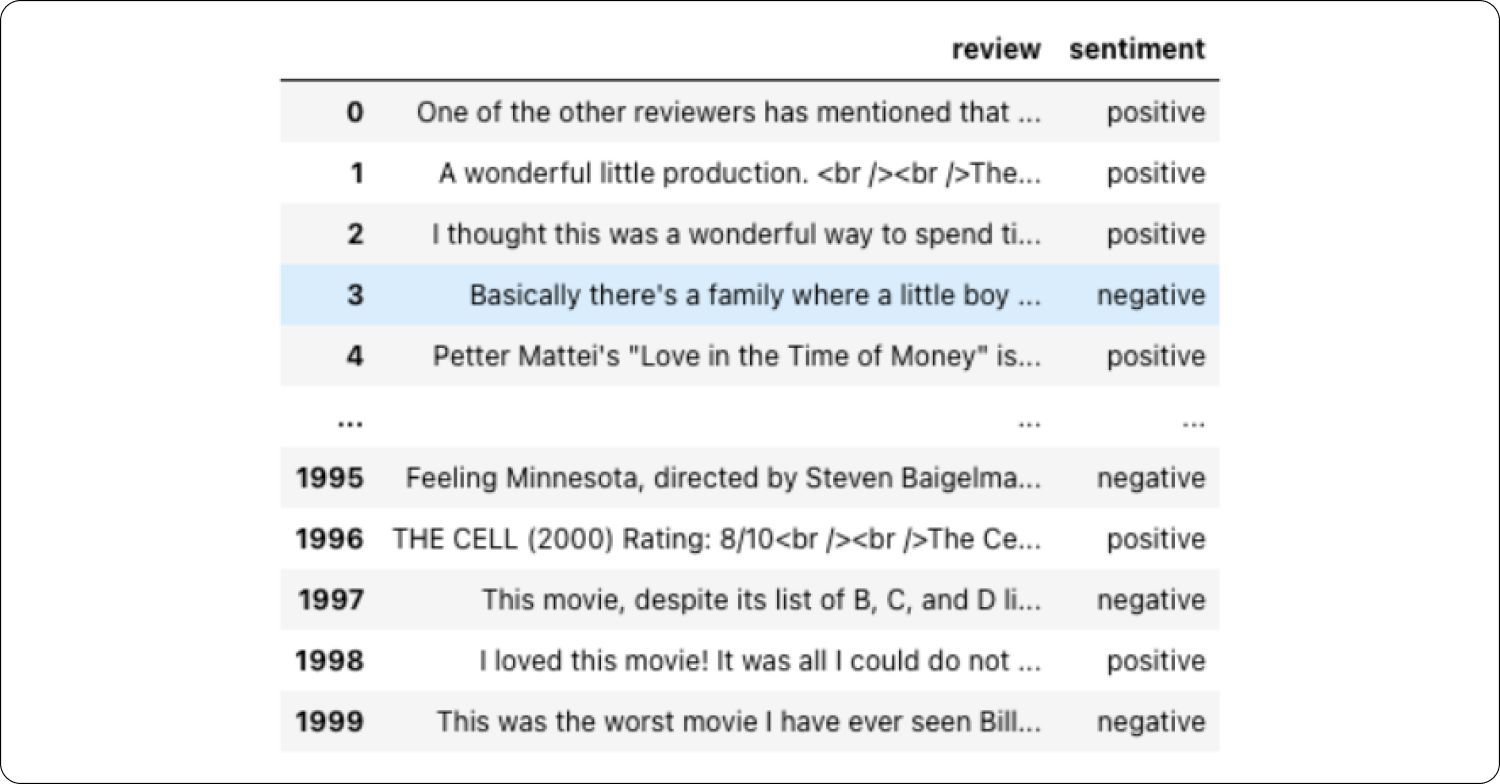 review sentiment
0 One of the other reviewers has mentioned that ... positive
1 A wonderful little production. <br /><br />The... positive
2 I thought this was a wonderful way to spend ti... positive
3 Basically there's a family where a little boy ... negative
4 Petter Mattei's "Love in the Time of Money" is... positive
... ... ...
1995 Feeling Minnesota, directed by Steven Baigelma... negative
1996 THE CELL (2000) Rating: 8/10<br /><br />The Ce... positive
1997 This movie, despite its list of B, C, and D li... negative
1998 I loved this movie! It was all I could do not ... positive
1999 This was the worst movie I have ever seen Bill... negative